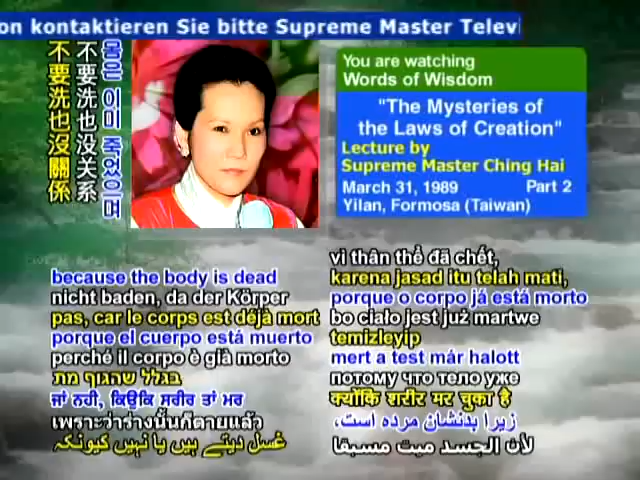 on kontaktieren Sie bitte Supreme Master Televi
不要洗也沒關係
不要洗也没关系
몸은 이미 죽었으며
You are watching
Words of Wisdom
"The Mysteries of
the Laws of Creation"
Lecture by
Supreme Master Ching Hai
March 31, 1989 Part 2
Yilan, Formosa (Taiwan)
because the body is dead
nicht baden, da der Körper
pas, car le corps est déjà mort
porque el cuerpo está muerto
perché il corpo è già morto
בגלל שהגוף מת
ਜਾਂ ਨਹੀ, ਕਿਉਕਿ ਸਰੀਰ ਤਾਂ ਮਰ
เพราะว่าร่างนั้นก็ตายแล้ว
غسل دیتے ہیں یا نہیں کیونکہ
vì thân thể đã chết,
karena jasad itu telah mati,
porque o corpo já está morto
bo ciało jest już martwe
temizleyip
mert a test már halott
потому что тело уже
क्योंकि शरीर मर चुका है
زیرا بدنشان مرده است،
لأن الجسد ميت مسبقا